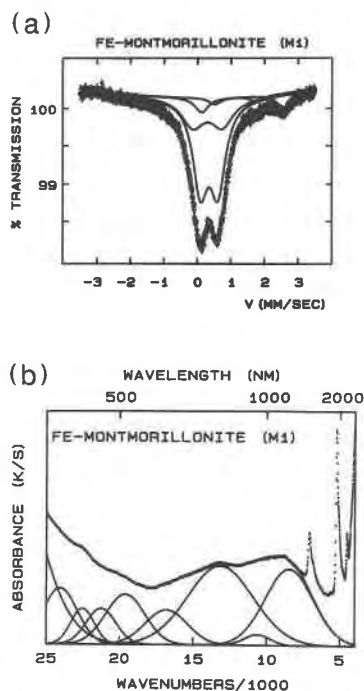 (a)
FE-MONTMORILLONITE (M1)
% TRANSMISSION
100
99
-3 -2 -1 0 1 2 3
V (MM/SEC)
(b)
WAVELENGTH (NM)
500 1000 2000
FE-MONTMORILLONITE (M1)
ABSORBANCE (K/S)
25 20 15 10 5
WAVENUMBERS/1000